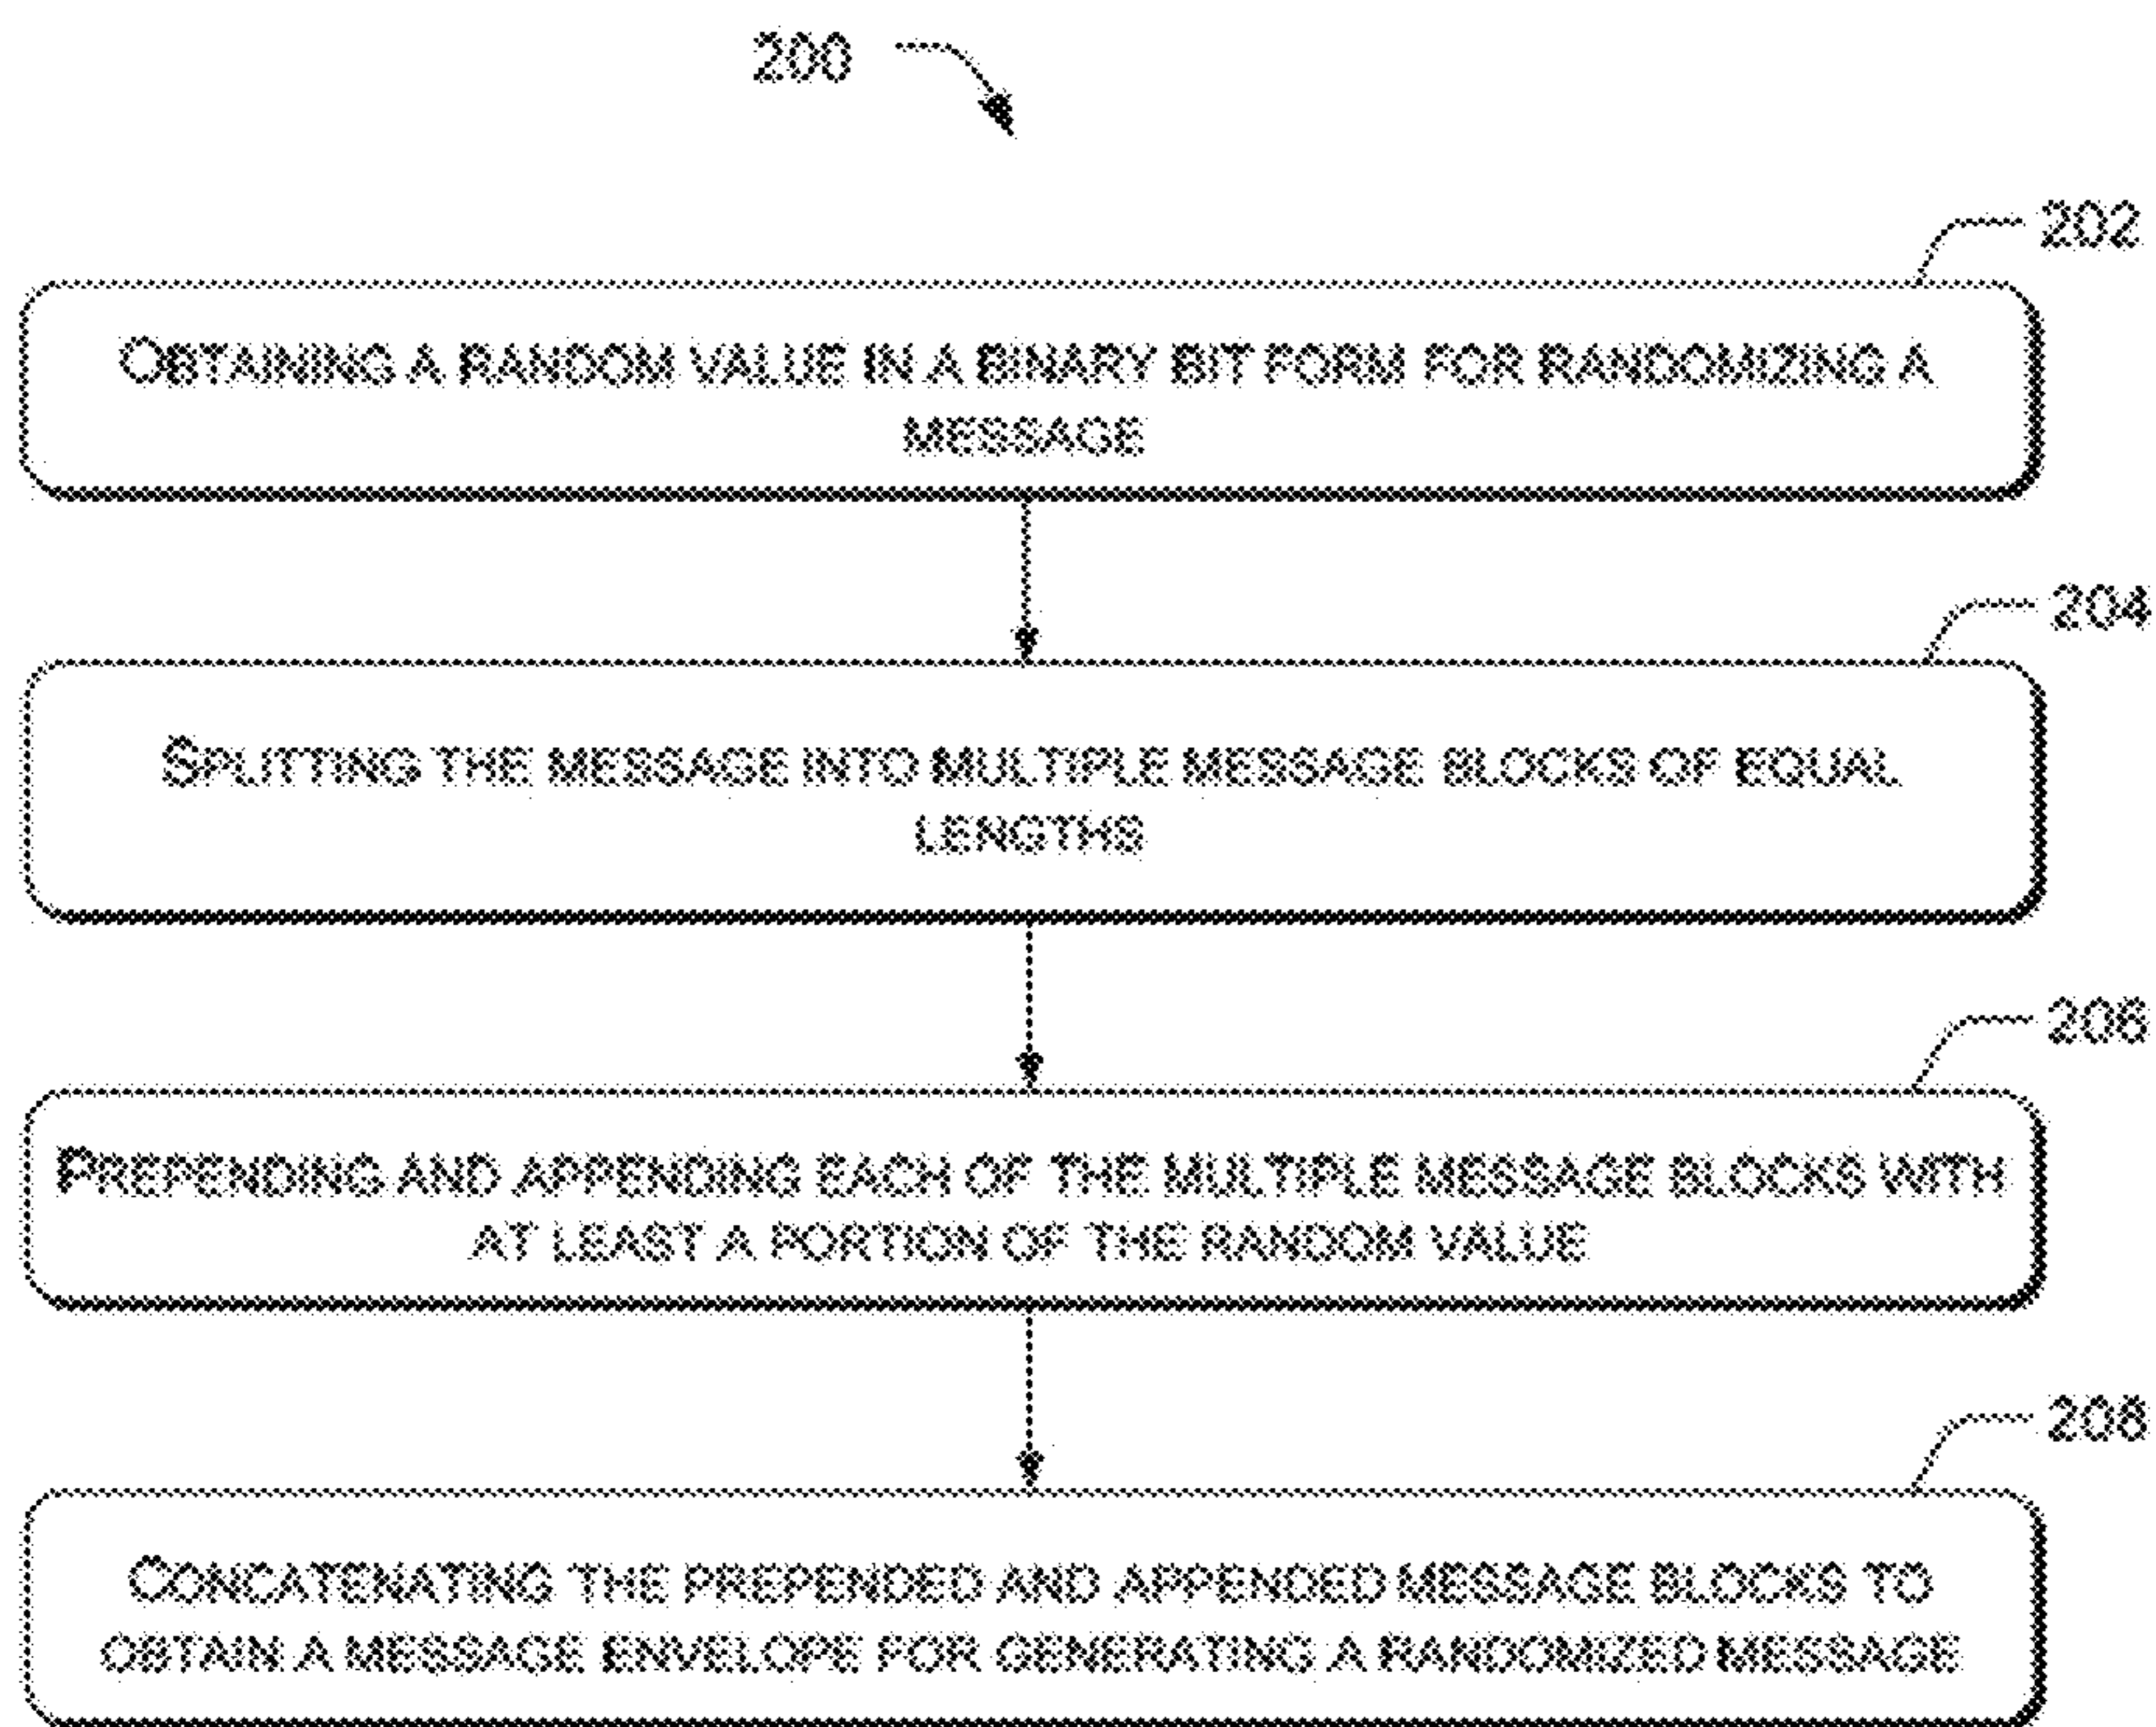 200
202
OBTAINING A RANDOM VALUE IN A BINARY BIT FORM FOR RANDOMIZING A
MESSAGE
204
SPLITTING THE MESSAGE INTO MULTIPLE MESSAGE BLOCKS OF EQUAL
LENGTHS
206
PREPENDING AND APPENDING EACH OF THE MULTIPLE MESSAGE BLOCKS WITH
AT LEAST A PORTION OF THE RANDOM VALUE
208
CONCATENATING THE PREPENDED AND APPENDED MESSAGE BLOCKS TO
OBTAIN A MESSAGE ENVELOPE FOR GENERATING A RANDOMIZED MESSAGE